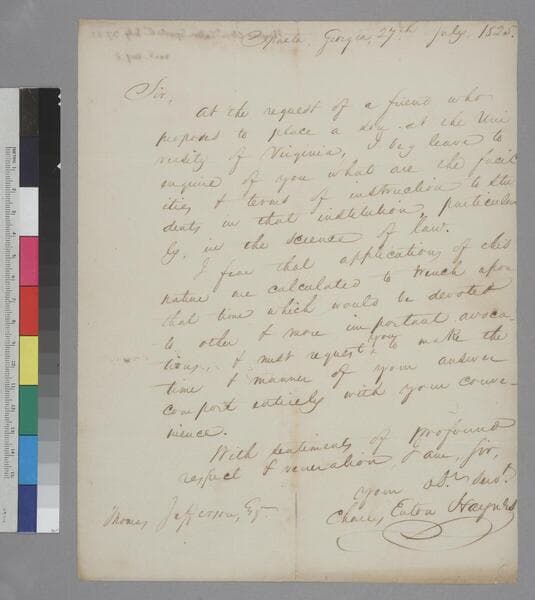 Sparta Georgia, 27th July 1825.
Sir,
At the request of a friend who
proposes to place a son at the Uni
versity of Virginia, I beg leave to
inquire of you what are the facil
ities & terms of instruction to Stu
dents in that institution, particular
ly, in the science of law.
I fear that applications of this
nature are calculated to trench upon
that time which would be devoted
to other & more important avoca
tions, & must request you to make the
time & manner of your answer
comport entirely with your conve-
nience.
With sentiments of profound
respect & veneration, I am, Sir,
your obt. Servt.
Charles Eaton Haynes
Thomas Jefferson, Esq